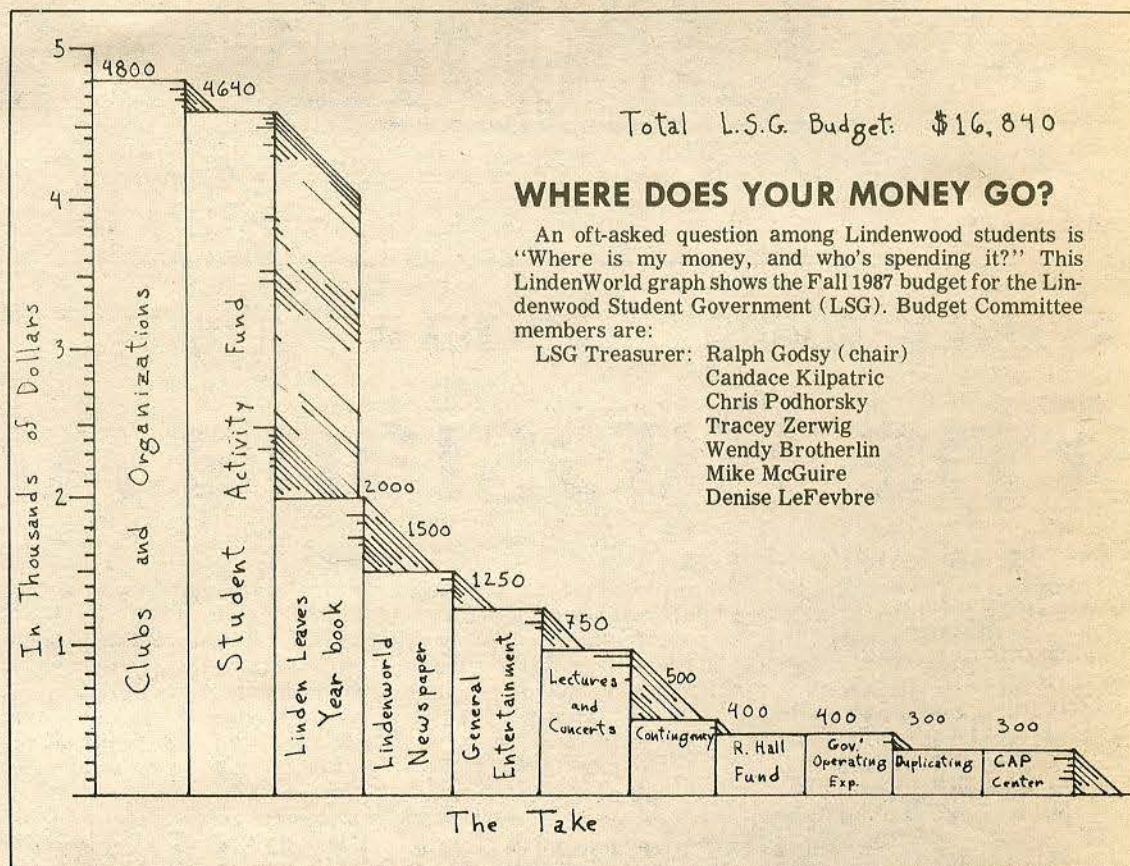 Total L.S.G. Budget: $16,840
WHERE DOES YOUR MONEY GO?
An oft-asked question among Lindenwood students is
"Where is my money, and who's spending it?" This
LindenWorld graph shows the Fall 1987 budget for the Lin-
denwood Student Government (LSG). Budget Committee
members are:
LSG Treasurer: Ralph Godsy (chair)
Candace Kilpatric
Chris Podhorsky
Tracey Zerwig
Wendy Brotherlin
Mike McGuire
Denise LeFevbre
In Thousands of Dollars
5
4
3
2
1
4800
Clubs and Organizations
4640
Student Activity Fund
2000
Linden Leaves
Year book
1500
Lindenworld
Newspaper
1250
General
Entertainment
750
Lectures
and
Concerts
500
Contingency
400
R. Hall
Fund
400
Gov.'
Operating
Exp.
300
Duplicating
300
CAP
Center
The Take